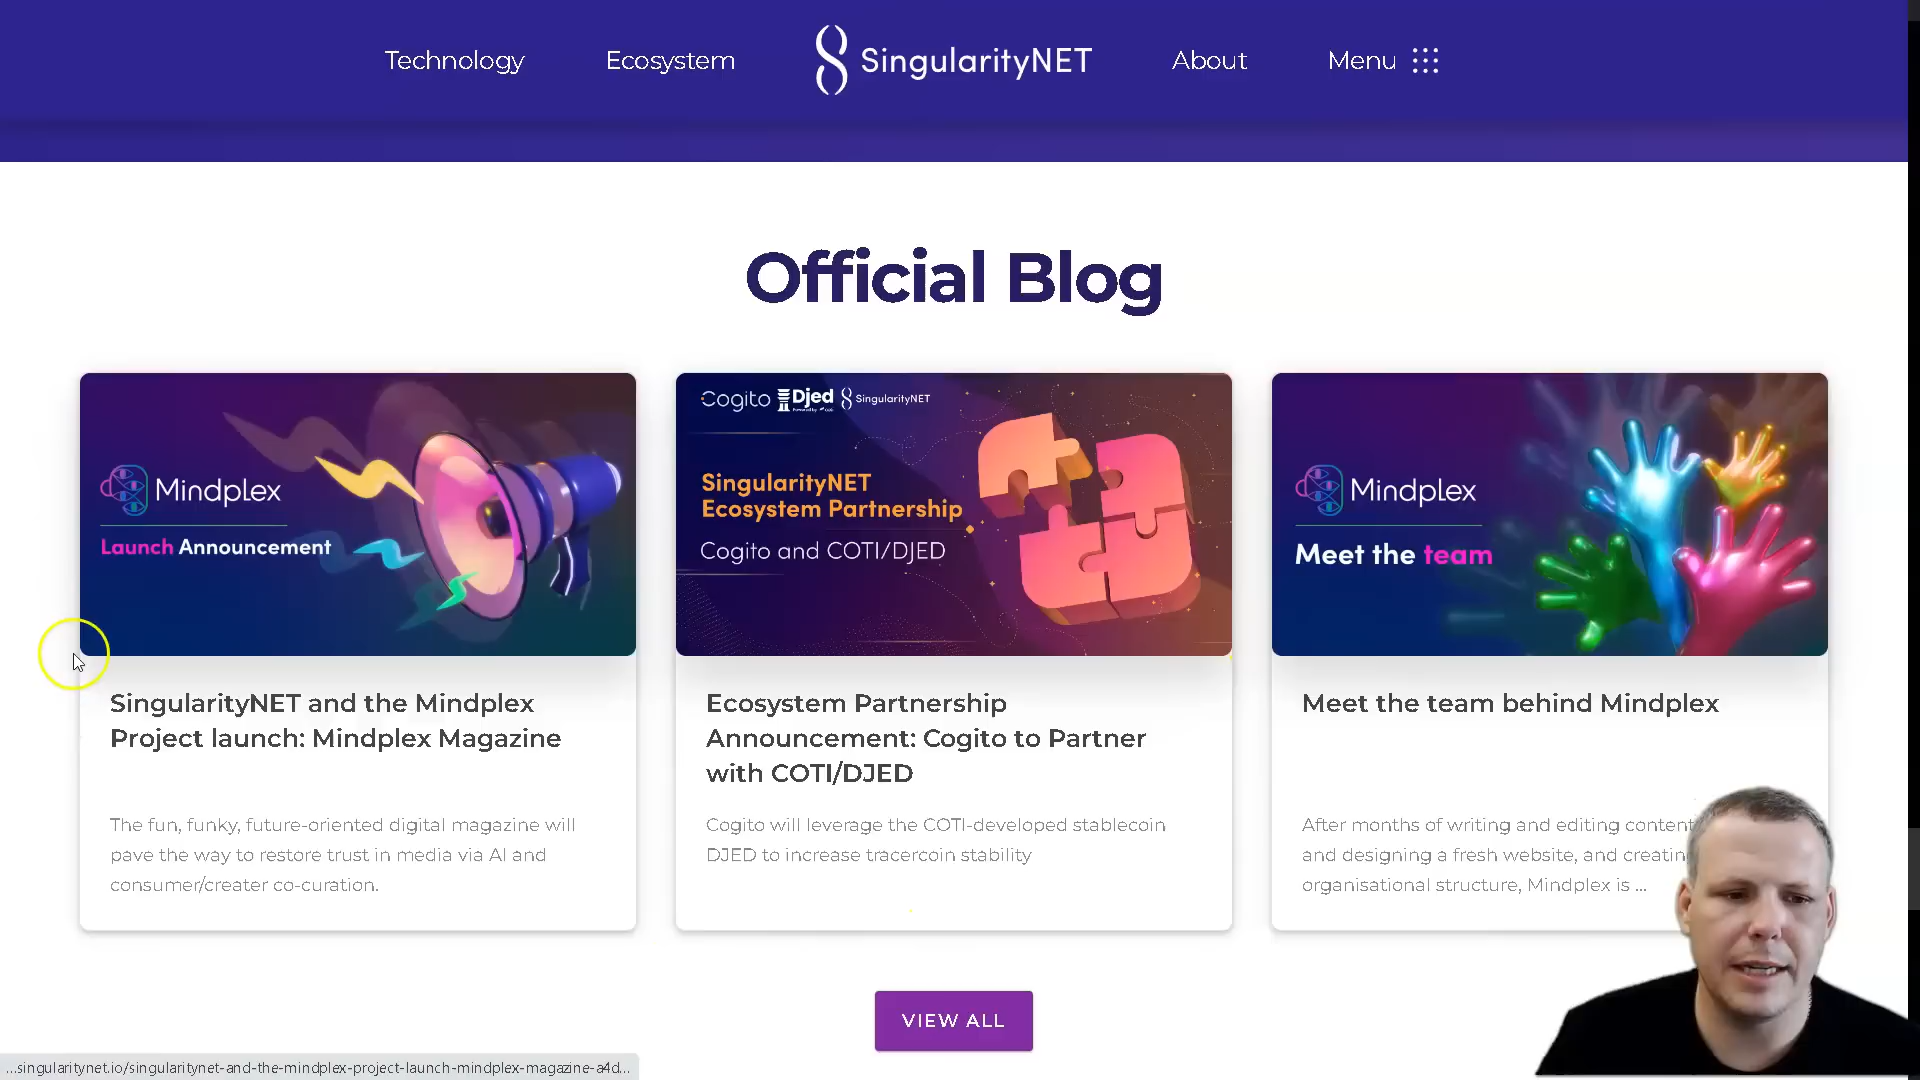 Technology
Ecosystem
SingularityNET
About
Menu
Official Blog
Mindplex
Launch Announcement
Cogito Djed SingularityNET
SingularityNET
Ecosystem Partnership
Cogito and COTI/DJED
Mindplex
Meet the team
SingularityNET and the Mindplex
Project launch: Mindplex Magazine
The fun, funky, future-oriented digital magazine will
pave the way to restore trust in media via AI and
consumer/creater co-curation.
Ecosystem Partnership
Announcement: Cogito to Partner
with COTI/DJED
Cogito will leverage the COTI-developed stablecoin
DJED to increase tracercoin stability
Meet the team behind Mindplex
After months of writing and editing content
and designing a fresh website, and creating
organisational structure, Mindplex is ...
VIEW ALL
...singularitynet.io/singularitynet-and-the-mindplex-project-launch-mindplex-magazine-a4d...